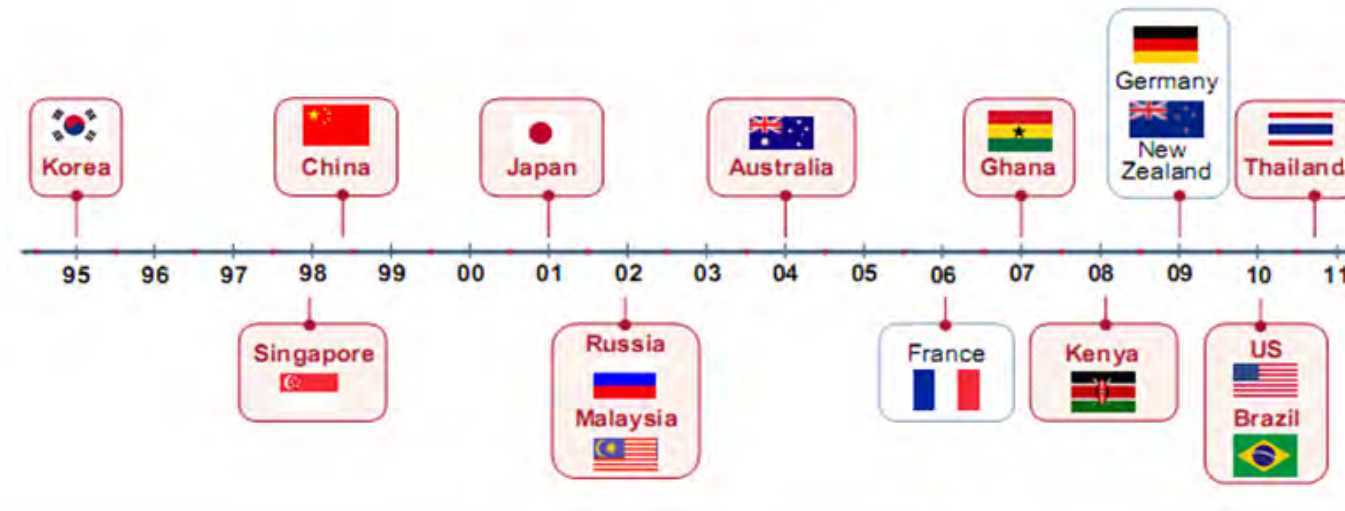 Germany
New
Zealand
Korea
China
Japan
Australia
Ghana
Thailand
95 96 97 98 99 00 01 02 03 04 05 06 07 08 09 10 11
Singapore
Russia
Malaysia
France
Kenya
US
Brazil